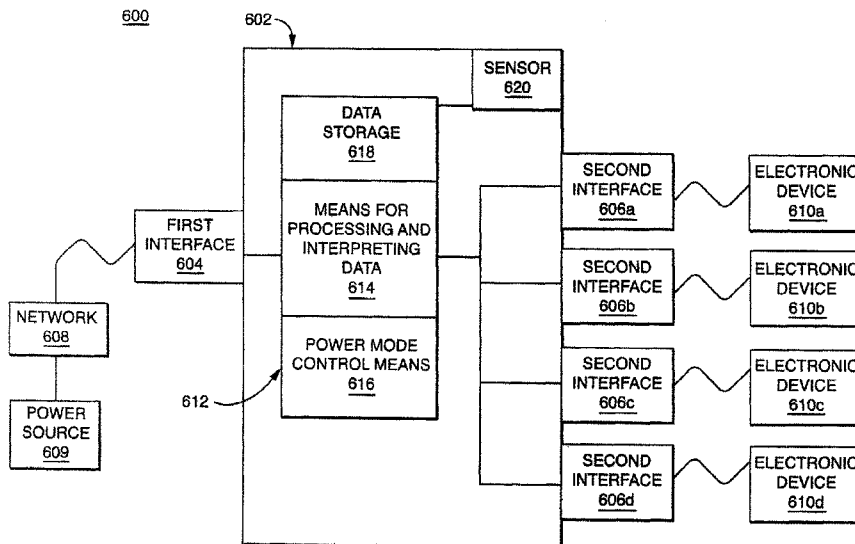 600
602
SENSOR
620
DATA
STORAGE
618
MEANS FOR
PROCESSING AND
INTERPRETING
DATA
614
POWER MODE
CONTROL MEANS
616
612
FIRST
INTERFACE
604
NETWORK
608
POWER
SOURCE
609
SECOND
INTERFACE
606a
ELECTRONIC
DEVICE
610a
SECOND
INTERFACE
606b
ELECTRONIC
DEVICE
610b
SECOND
INTERFACE
606c
ELECTRONIC
DEVICE
610c
SECOND
INTERFACE
606d
ELECTRONIC
DEVICE
610d